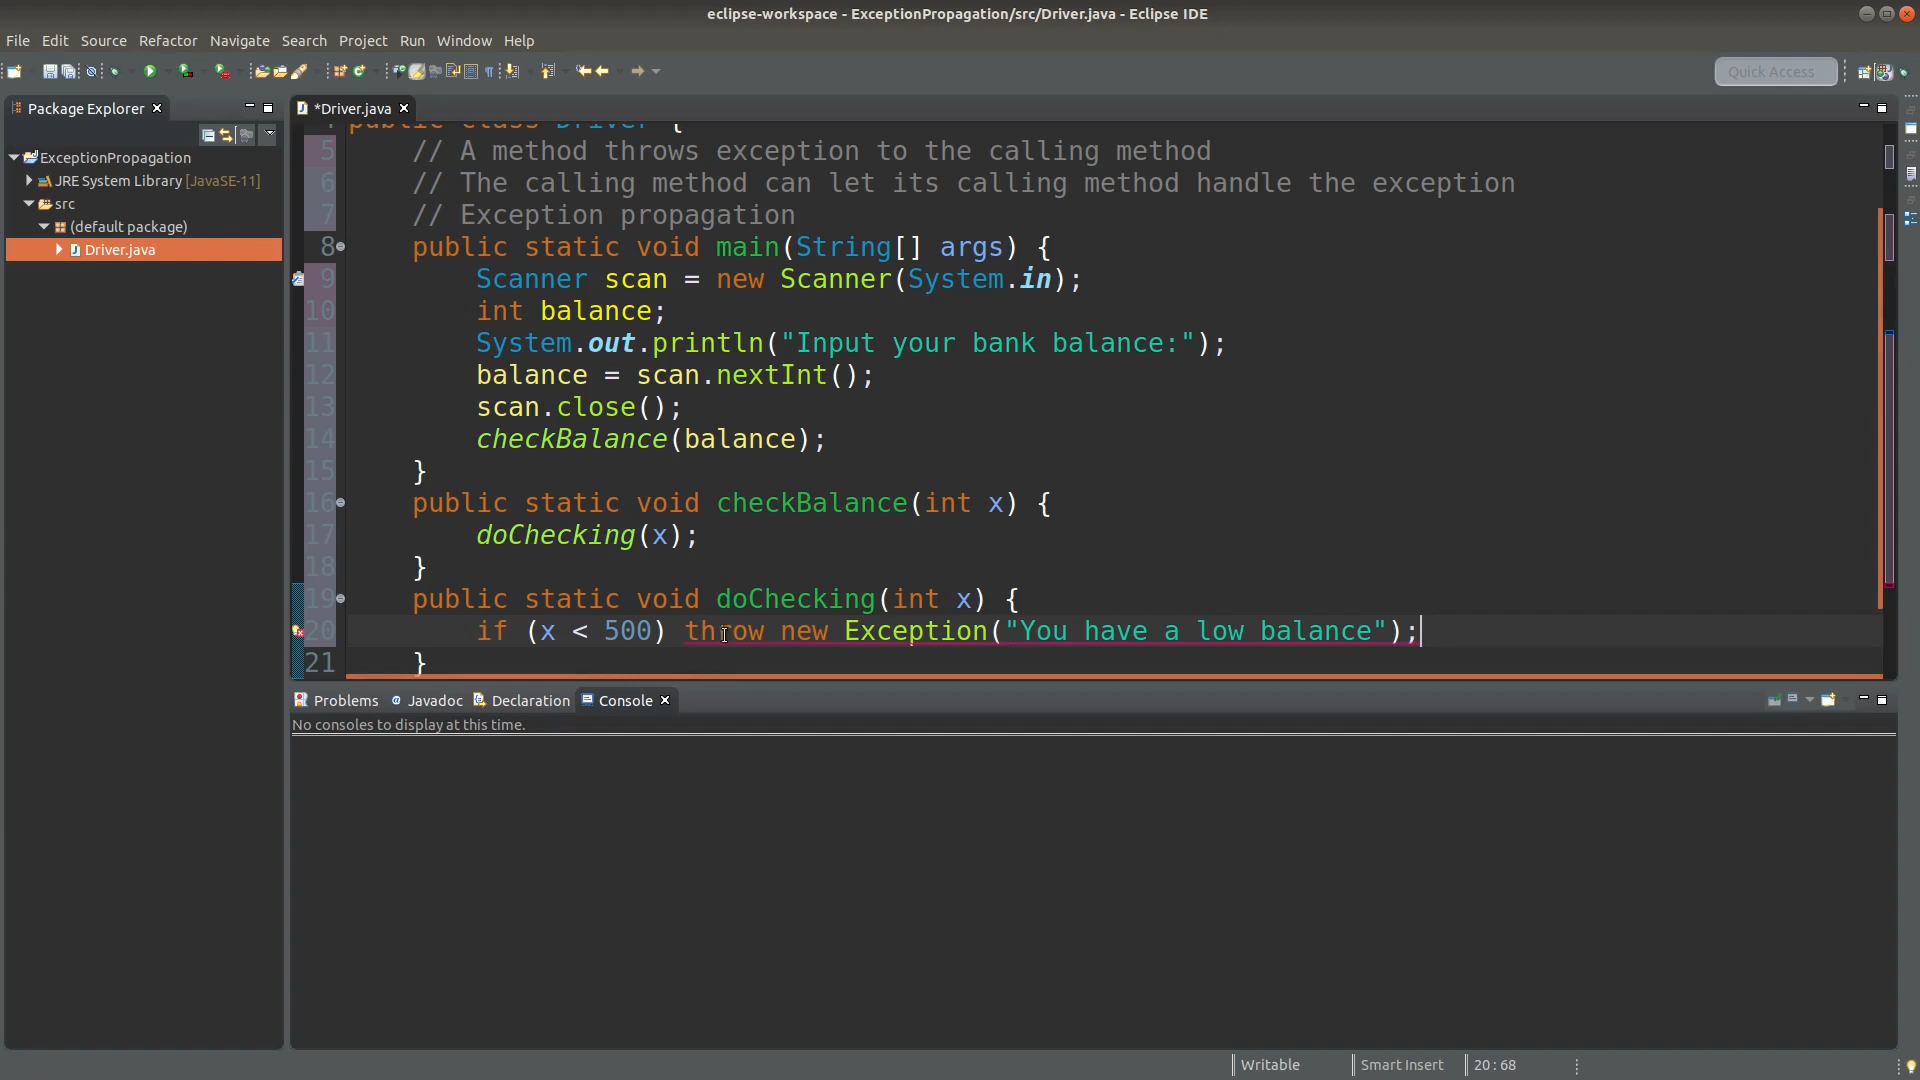 eclipse-workspace - ExceptionPropagation/src/Driver.java - Eclipse IDE
File Edit Source Refactor Navigate Search Project Run Window Help
Quick Access
Package Explorer
*Driver.java
ExceptionPropagation
JRE System Library [JavaSE-11]
src
(default package)
Driver.java
4 public class Driver {
5 // A method throws exception to the calling method
6 // The calling method can let its calling method handle the exception
7 // Exception propagation
8 public static void main(String[] args) {
9 Scanner scan = new Scanner(System.in);
10 int balance;
11 System.out.println("Input your bank balance:");
12 balance = scan.nextInt();
13 scan.close();
14 checkBalance(balance);
15 }
16 public static void checkBalance(int x) {
17 doChecking(x);
18 }
19 public static void doChecking(int x) {
20 if (x < 500) throw new Exception("You have a low balance");
21 }
Problems Javadoc Declaration Console
No consoles to display at this time.
Writable Smart Insert 20:68